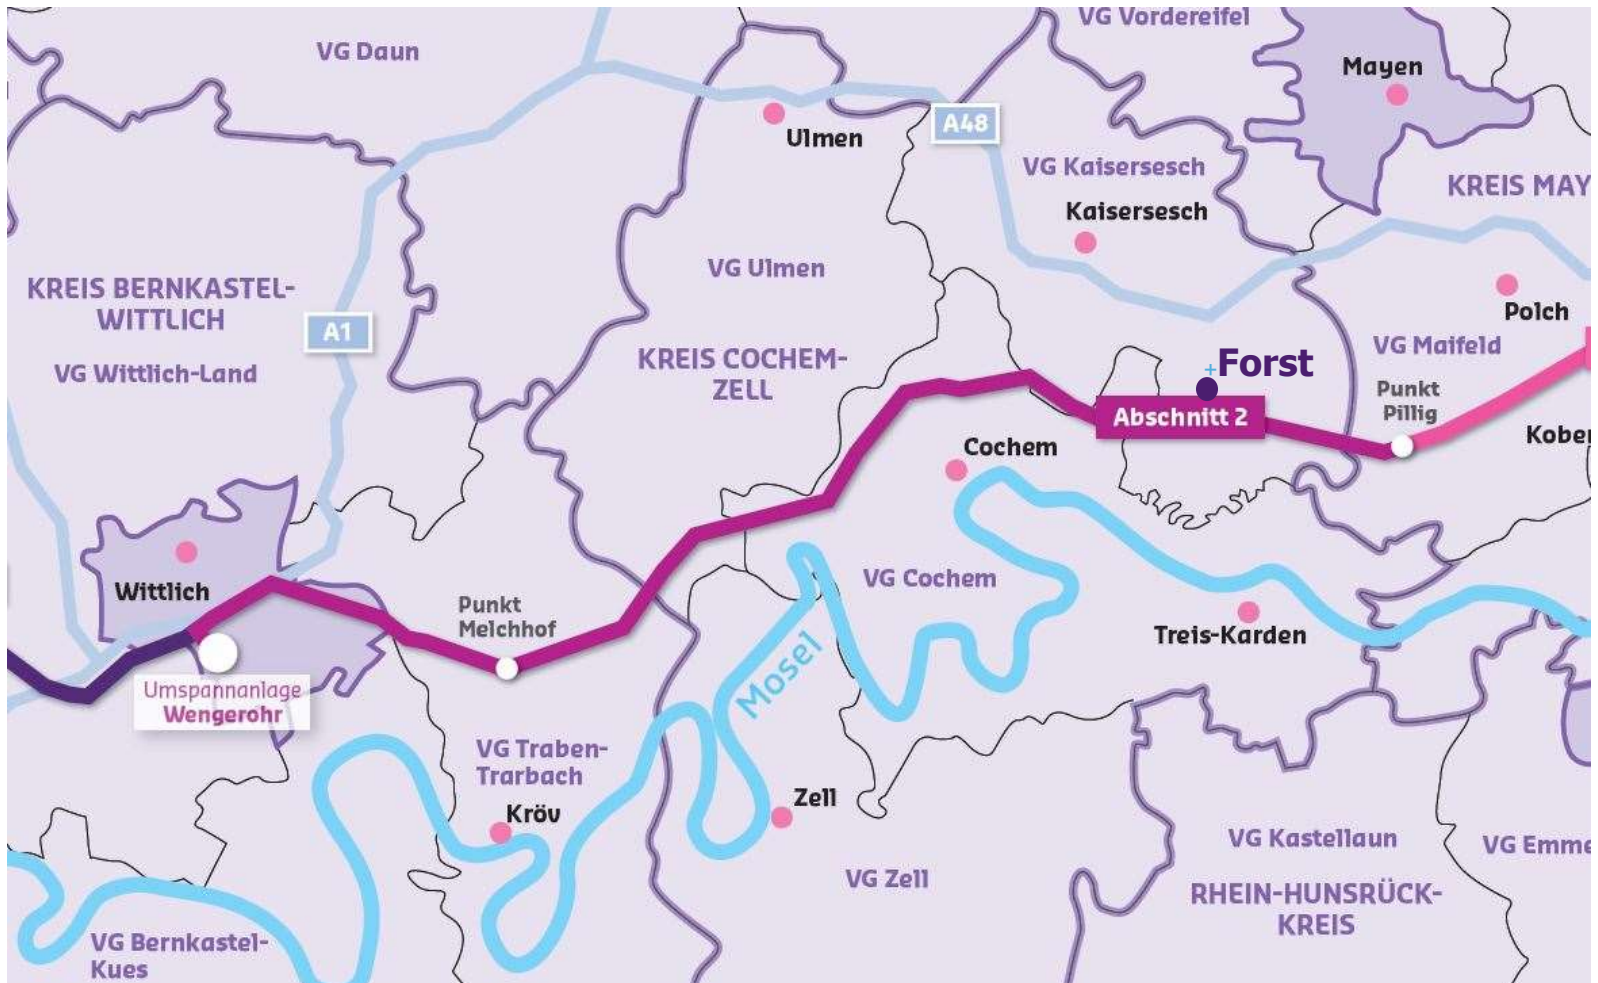 VG Vordereifel
VG Daun
Mayen
A48
Ulmen
VG Kaisersesch
KREIS MAY
Kaisersesch
VG Ulmen
KREIS BERNKASTEL-
WITTLICH
Polch
A1
VG Maifeld
KREIS COCHEM-
ZELL
+Forst
VG Wittlich-Land
Punkt
Pillig
Abschnitt 2
Kober
Cochem
VG Cochem
Wittlich
Punkt
Melchhof
Treis-Karden
Mosel
Umspannanlage
Wengerohr
VG Traben-
Trarbach
Zell
Kröv
VG Kastellaun
VG Emme
VG Zell
RHEIN-HUNSRÜCK-
KREIS
VG Bernkastel-
Kues